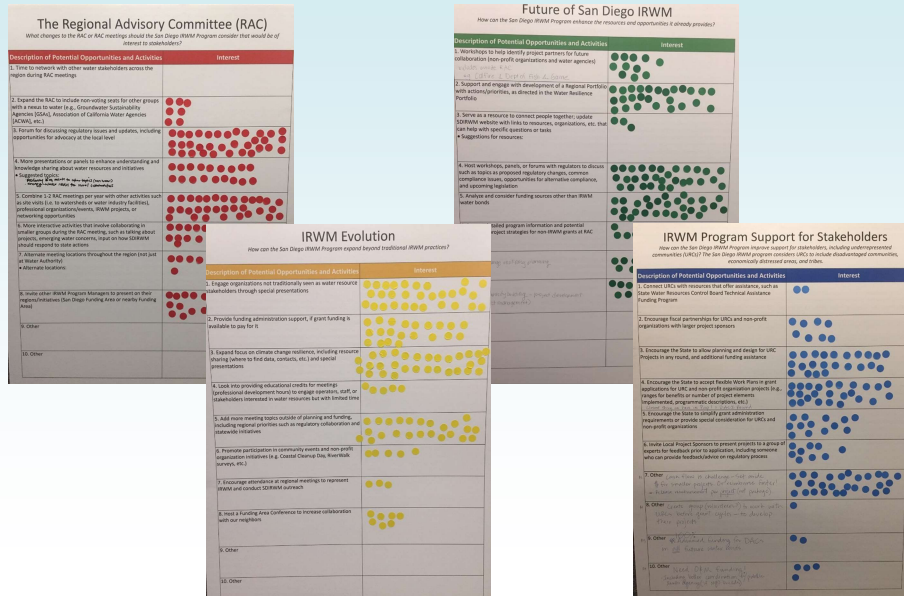 The Regional Advisory Committee (RAC)
What changes to the RAC or RAC meetings should the San Diego IRWM Program consider that would be of
interest to stakeholders?
Description of Potential Opportunities and Activities
Interest
1. Time to network with other water stakeholders across the
region during RAC meetings
2. Expand the RAC to include non-voting seats for other groups
with a nexus to water (e.g., Groundwater Sustainability
Agencies [GSAs], Association of California Water Agencies
[ACWA], etc.)
3. Forum for discussing regulatory issues and updates, including
opportunities for advocacy at the local level
4. More presentations or panels to enhance understanding and
knowledge sharing about water resources and initiatives
• Suggested topics:
5. Combine 1-2 RAC meetings per year with other activities such
as site visits (i.e. to watersheds or water industry facilities),
professional organizations/events, IRWM projects, or
networking opportunities
6. More interactive activities that involve collaborating in
smaller groups during the RAC meeting, such as talking about
projects, emerging water concerns, input on how SDIRWM
should respond to state actions
7. Alternate meeting locations throughout the region (not just
at Water Authority)
• Alternate locations:
8. Invite other IRWM Program Managers to present on their
regions/initiatives (San Diego Funding Area or nearby Funding
Area)
9. Other
10. Other
Future of San Diego IRWM
How can the San Diego IRWM Program enhance the resources and opportunities it already provides?
Description of Potential Opportunities and Activities
Interest
1. Workshops to help identify project partners for future
collaboration (non-profit organizations and water agencies)
2. Support and engage with development of a Regional Portfolio
with actions/priorities, as directed in the Water Resilience
Portfolio
3. Serve as a resource to connect people together; update
SDIRWM website with links to resources, organizations, etc. that
can help with specific questions or tasks
• Suggestions for resources:
4. Host workshops, panels, or forums with regulators to discuss
such topics as proposed regulatory changes, common
compliance issues, opportunities for alternative compliance,
and upcoming legislation
5. Analyze and consider funding sources other than IRWM
water bonds
tailed program information and potential
project strategies for non-IRWM grants at RAC
IRWM Evolution
How can the San Diego IRWM Program expand beyond traditional IRWM practices?
Description of Potential Opportunities and Activities
Interest
1. Engage organizations not traditionally seen as water resource
stakeholders through special presentations
2. Provide funding administration support, if grant funding is
available to pay for it
3. Expand focus on climate change resilience, including resource
sharing (where to find data, contacts, etc.) and special
presentations
4. Look into providing educational credits for meetings
(professional development hours) to engage operators, staff, or
stakeholders interested in water resources but with limited time
5. Add more meeting topics outside of planning and funding,
including regional priorities such as regulatory collaboration and
statewide initiatives
6. Promote participation in community events and non-profit
organization initiatives (e.g. Coastal Cleanup Day, RiverWalk
surveys, etc.)
7. Encourage attendance at regional meetings to represent
IRWM and conduct SDIRWM outreach
8. Host a Funding Area Conference to increase collaboration
with our neighbors
9. Other
10. Other
IRWM Program Support for Stakeholders
How can the San Diego IRWM Program improve support for stakeholders, including underrepresented
communities (URCs)? The San Diego IRWM program considers URCs to include disadvantaged communities,
economically distressed areas, and tribes.
Description of Potential Opportunities and Activities
Interest
1. Connect URCs with resources that offer assistance, such as
State Water Resources Control Board Technical Assistance
Funding Program
2. Encourage fiscal partnerships for URCs and non-profit
organizations with larger project sponsors
3. Encourage the State to allow planning and design for URC
Projects in any round, and additional funding assistance
4. Encourage the State to accept Flexible Work Plans in grant
applications for URC and non-profit organization projects (e.g.,
ranges for benefits or number of project elements
implemented, programmatic descriptions, etc.)
5. Encourage the State to simplify grant administration
requirements or provide special consideration for URCs and
non-profit organizations
6. Invite Local Project Sponsors to present projects to a group of
experts for feedback prior to application, including someone
who can provide feedback/advice on regulatory process
7. Other
8. Other
9. Other
10. Other